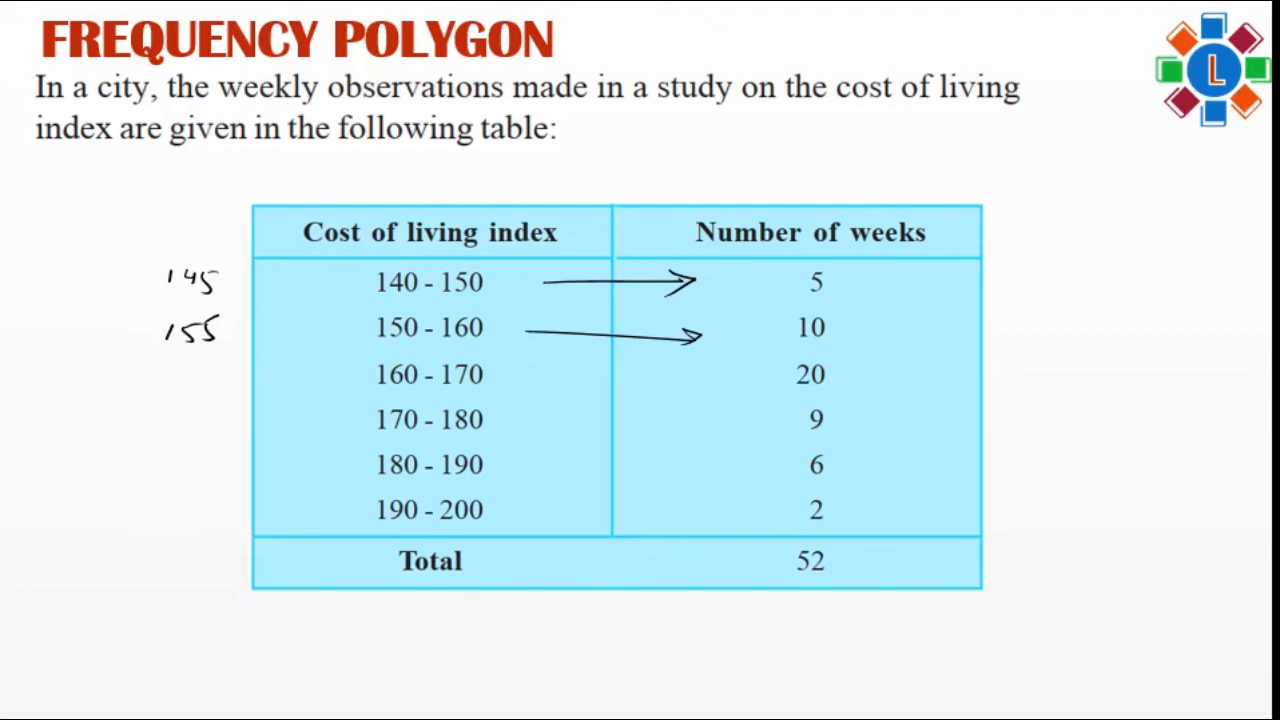 FREQUENCY POLYGON
In a city, the weekly observations made in a study on the cost of living
index are given in the following table:
Cost of living index Number of weeks
145 140 - 150 5
155 150 - 160 10
160 - 170 20
170 - 180 9
180 - 190 6
190 - 200 2
Total 52
L